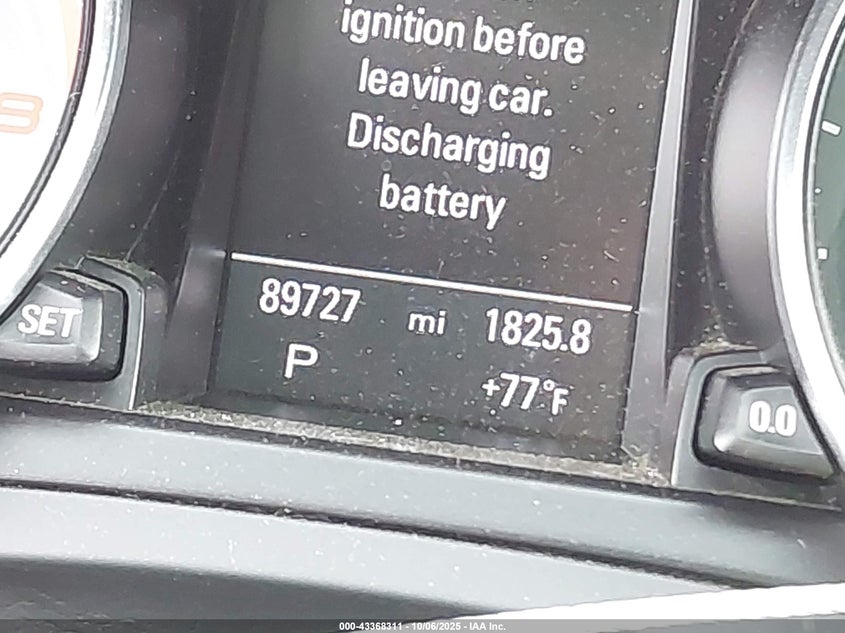 ignition before
leaving car.
Discharging
battery
89727 mi 1825.8
P +77°F
SET
0.0
8
000-43368311 - 10/06/2025 - IAA Inc.